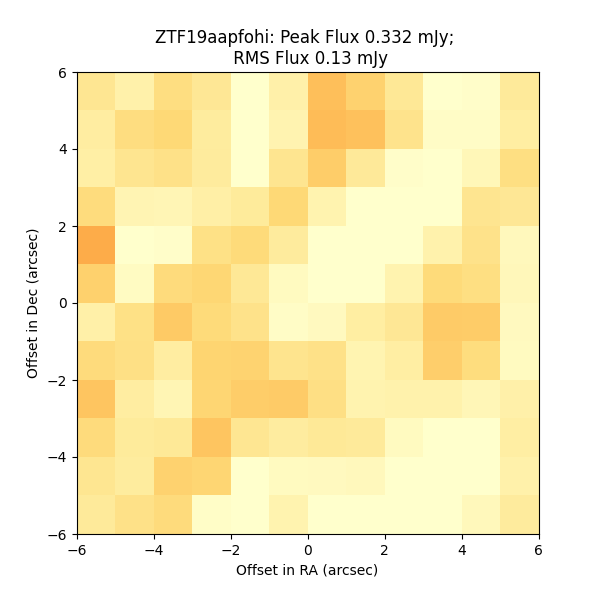 ZTF19aapfohi: Peak Flux 0.332 mJy;
RMS Flux 0.13 mJy
6
4
2
0
−2
−4
−6
Offset in Dec (arcsec)
−6 −4 −2 0 2 4 6
Offset in RA (arcsec)